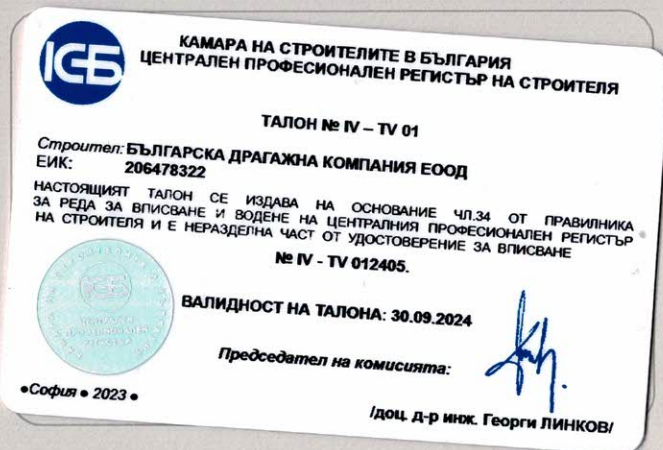 КСБ
КАМАРА НА СТРОИТЕЛИТЕ В БЪЛГАРИЯ
ЦЕНТРАЛЕН ПРОФЕСИОНАЛЕН РЕГИСТЪР НА СТРОИТЕЛЯ
ТАЛОН № IV – TV 01
Строител: БЪЛГАРСКА ДРАГАЖНА КОМПАНИЯ ЕООД
ЕИК: 206478322
НАСТОЯЩИЯТ ТАЛОН СЕ ИЗДАВА НА ОСНОВАНИЕ ЧЛ.34 ОТ ПРАВИЛНИКА
ЗА РЕДА ЗА ВПИСВАНЕ И ВОДЕНЕ НА ЦЕНТРАЛНИЯ ПРОФЕСИОНАЛЕН РЕГИСТЪР
НА СТРОИТЕЛЯ И Е НЕРАЗДЕЛНА ЧАСТ ОТ УДОСТОВЕРЕНИЕ ЗА ВПИСВАНЕ
№ IV - TV 012405.
ВАЛИДНОСТ НА ТАЛОНА: 30.09.2024
Председател на комисията:
•София • 2023 •
/доц. д-р инж. Георги ЛИНКОВ/